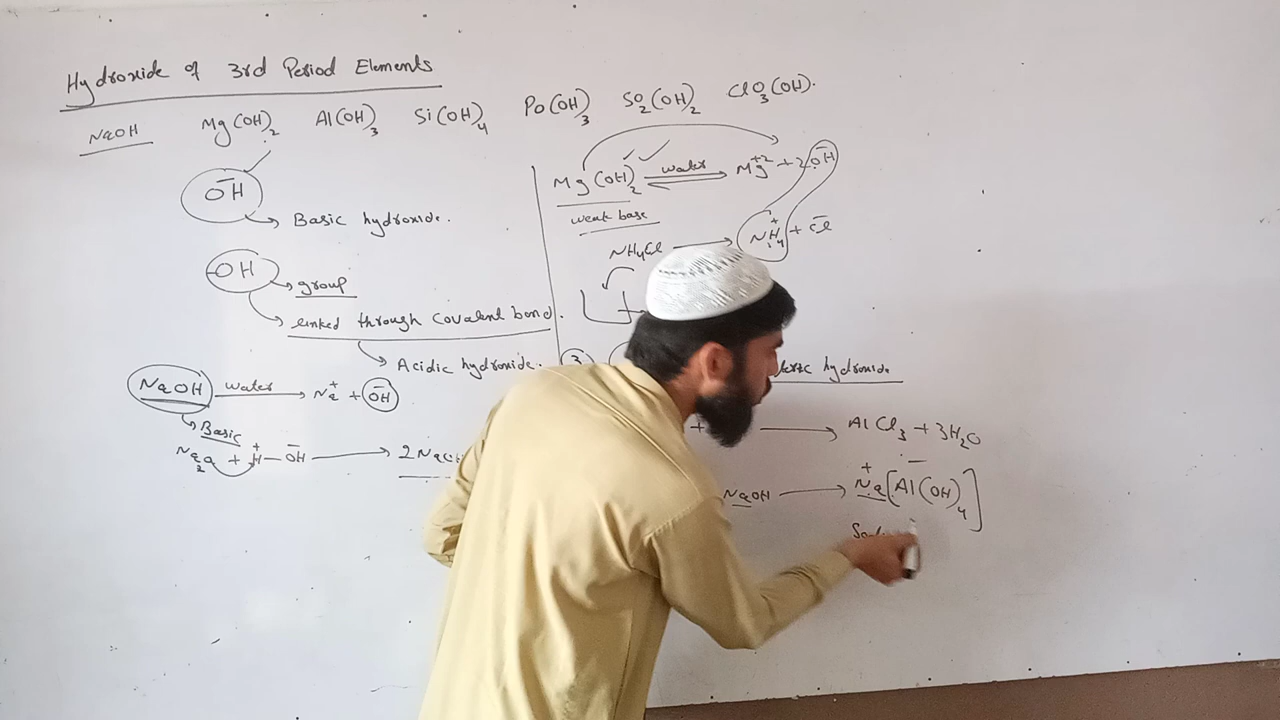 Hydroxide of 3rd Period Elements
NaOH Mg(OH)₂ Al(OH)₃ Si(OH)₄ Po(OH)₃ SO₂(OH)₂ ClO₃(OH).
OH⁻
Basic hydroxide.
-OH
group
linked through covalent bond.
Acidic hydroxide.
NaOH water → Na⁺ + OH⁻
Basic
Na₂O + H⁺—OH⁻ → 2NaOH
Mg(OH)₂ water ⇌ Mg⁺² + 2OH⁻
weak base
NH₄Cl → NH₄⁺ + Cl⁻
3
hydroxide
+ → AlCl₃ + 3H₂O
NaOH → Na⁺[Al⁻(OH)₄]